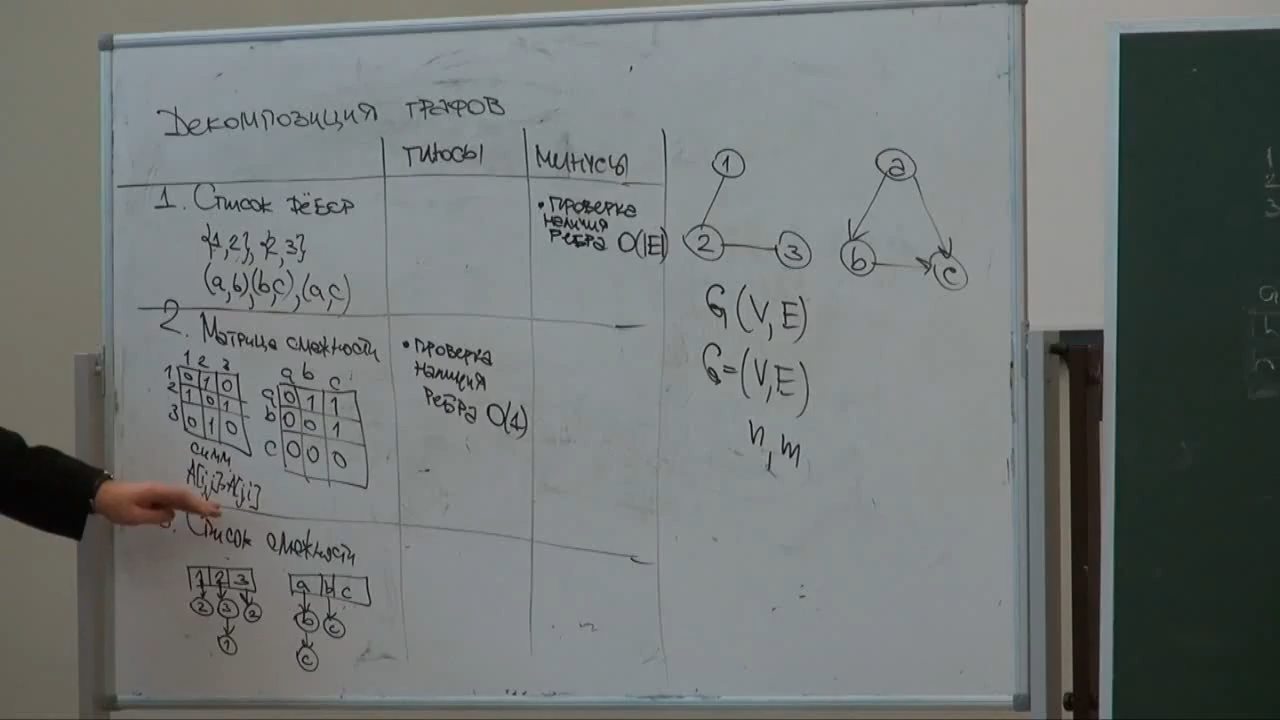 Декомпозиция графов
плюсы
минусы
1. Список рёбер
{1,2}, {2,3}
(a,b),(b,c),(a,c)
• проверка
наличия
ребра O(|E|)
2. Матрица смежности
1 2 3
1 0 1 0
2 1 0 1
3 0 1 0
a b c
a 0 1 1
b 0 0 1
c 0 0 0
симм
A[i,j]=A[j,i]
• проверка
наличия
ребра O(1)
3. Список смежности
1 2 3
2 3 2
1
a b c
b c
c
1
2 3
a
b c
G(V,E)
G=(V,E)
n, m
1
2
3